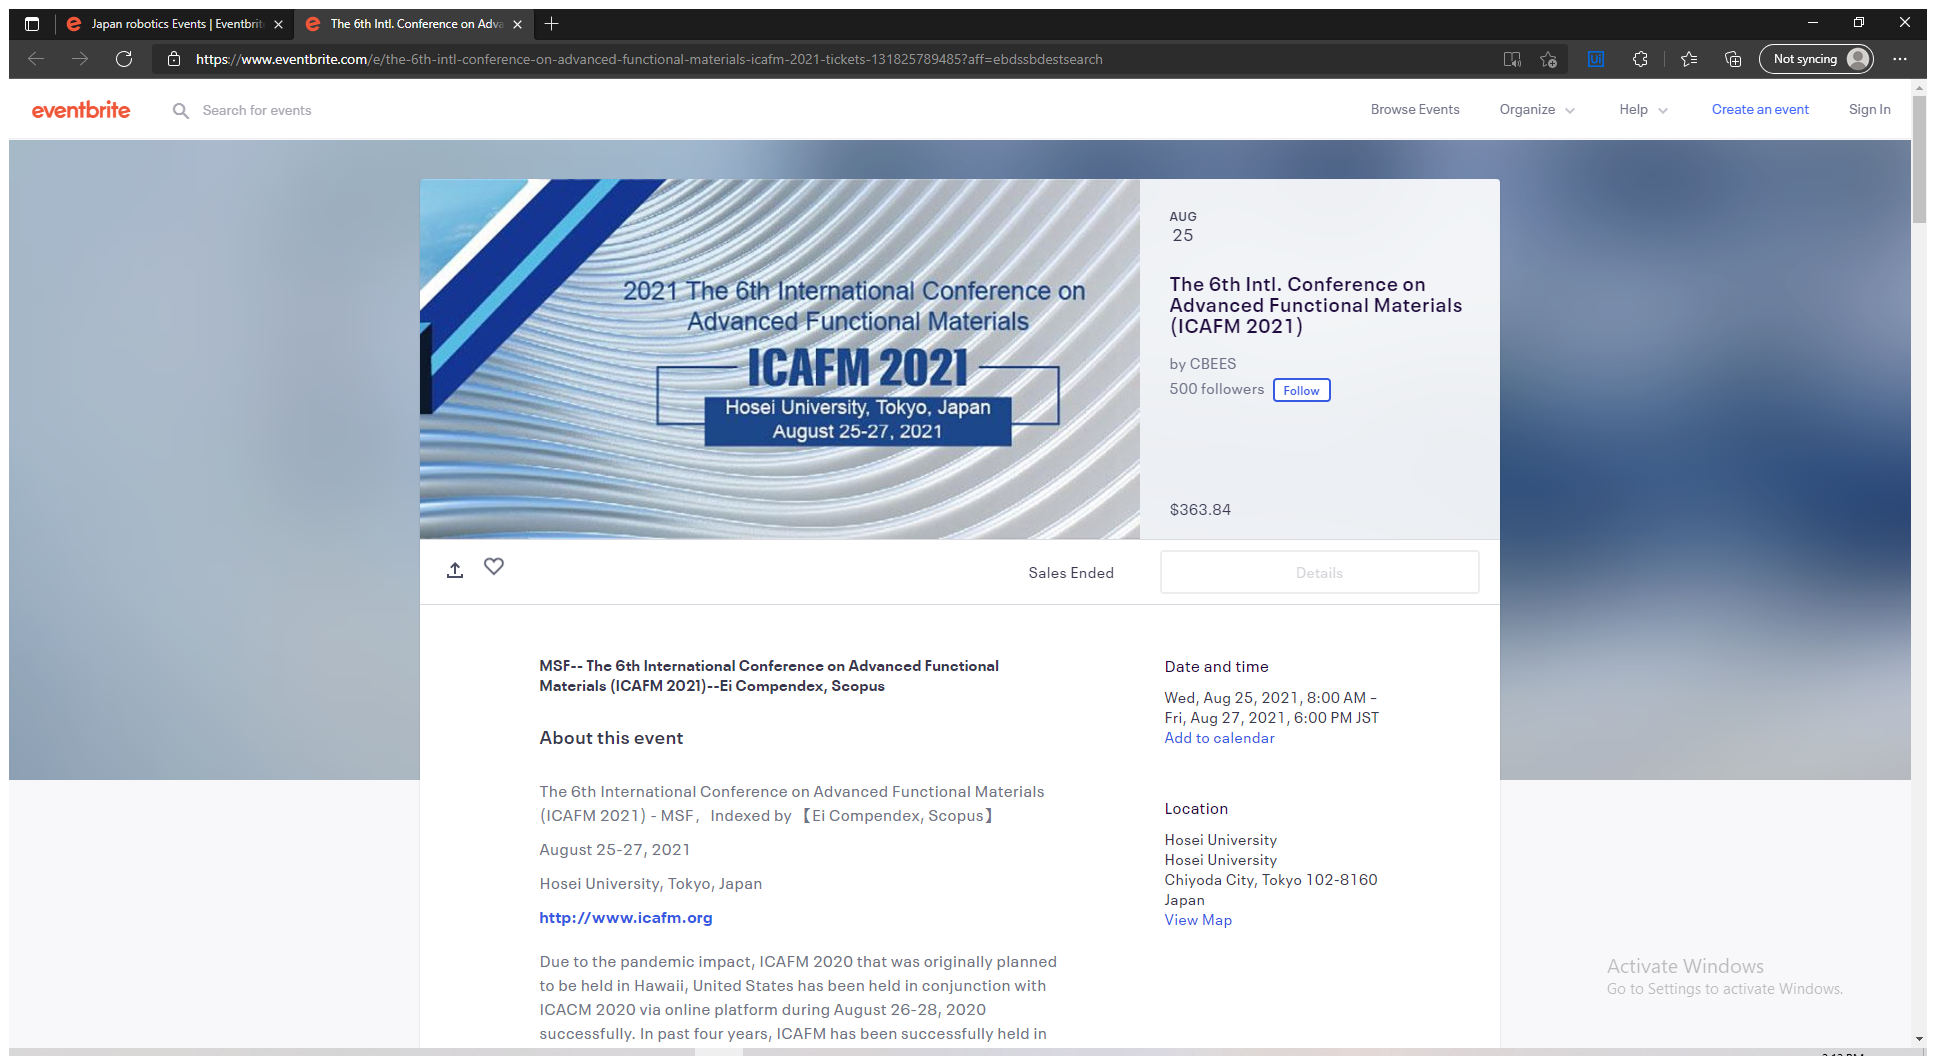 Japan robotics Events | Eventbrit
The 6th Intl. Conference on Adva
https://www.eventbrite.com/e/the-6th-intl-conference-on-advanced-functional-materials-icafm-2021-tickets-131825789485?aff=ebdssbdestsearch
Not syncing
eventbrite
Search for events
Browse Events
Organize
Help
Create an event
Sign In
2021 The 6th International Conference on
Advanced Functional Materials
ICAFM 2021
Hosei University, Tokyo, Japan
August 25-27, 2021
AUG
25
The 6th Intl. Conference on
Advanced Functional Materials
(ICAFM 2021)
by CBEES
500 followers Follow
$363.84
Sales Ended
Details
MSF-- The 6th International Conference on Advanced Functional
Materials (ICAFM 2021)--Ei Compendex, Scopus
About this event
The 6th International Conference on Advanced Functional Materials
(ICAFM 2021) - MSF，Indexed by 【Ei Compendex, Scopus】
August 25-27, 2021
Hosei University, Tokyo, Japan
http://www.icafm.org
Due to the pandemic impact, ICAFM 2020 that was originally planned
to be held in Hawaii, United States has been held in conjunction with
ICACM 2020 via online platform during August 26-28, 2020
successfully. In past four years, ICAFM has been successfully held in
Date and time
Wed, Aug 25, 2021, 8:00 AM –
Fri, Aug 27, 2021, 6:00 PM JST
Add to calendar
Location
Hosei University
Hosei University
Chiyoda City, Tokyo 102-8160
Japan
View Map
Activate Windows
Go to Settings to activate Windows.